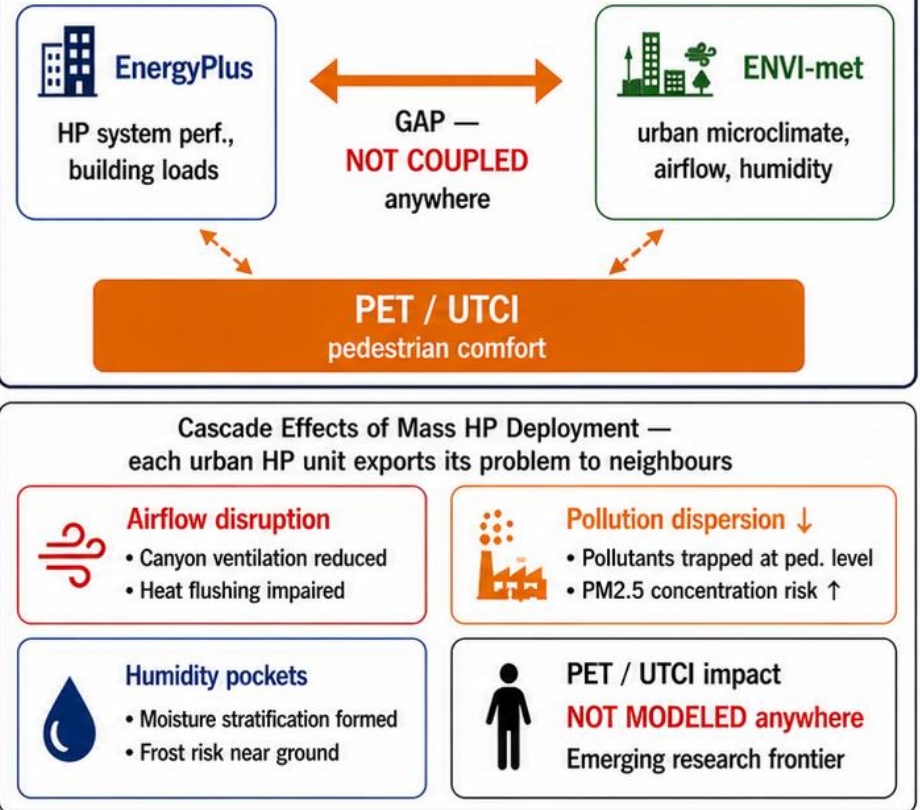 EnergyPlus
HP system perf.,
building loads
GAP —
NOT COUPLED
anywhere
ENVI-met
urban microclimate,
airflow, humidity
PET / UTCI
pedestrian comfort
Cascade Effects of Mass HP Deployment —
each urban HP unit exports its problem to neighbours
Airflow disruption
• Canyon ventilation reduced
• Heat flushing impaired
Pollution dispersion ↓
• Pollutants trapped at ped. level
• PM2.5 concentration risk ↑
Humidity pockets
• Moisture stratification formed
• Frost risk near ground
PET / UTCI impact
NOT MODELED anywhere
Emerging research frontier